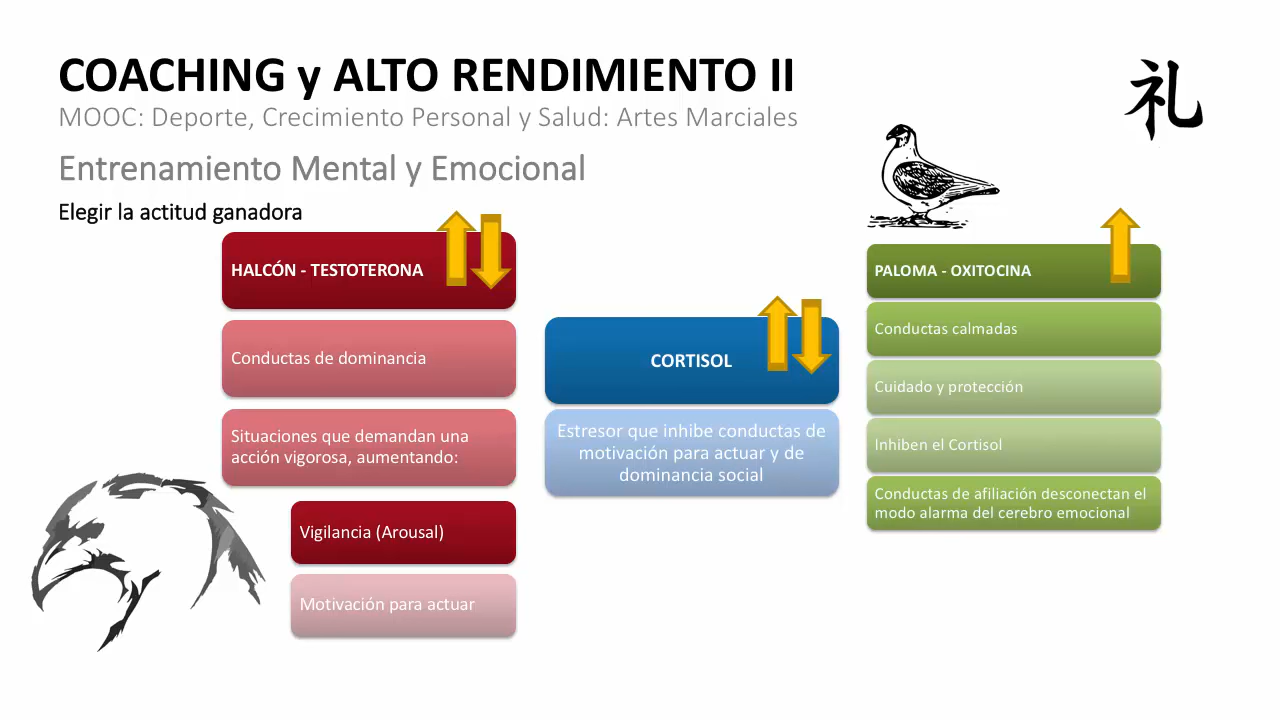 COACHING y ALTO RENDIMIENTO II
MOOC: Deporte, Crecimiento Personal y Salud: Artes Marciales
礼
Entrenamiento Mental y Emocional
Elegir la actitud ganadora
HALCÓN - TESTOTERONA
Conductas de dominancia
Situaciones que demandan una
acción vigorosa, aumentando:
Vigilancia (Arousal)
Motivación para actuar
CORTISOL
Estresor que inhibe conductas de
motivación para actuar y de
dominancia social
PALOMA - OXITOCINA
Conductas calmadas
Cuidado y protección
Inhiben el Cortisol
Conductas de afiliación desconectan el
modo alarma del cerebro emocional